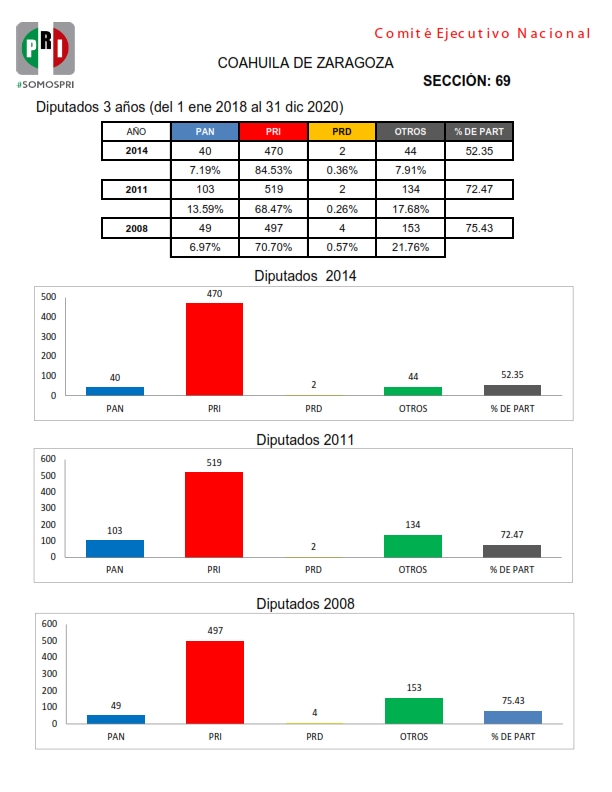 PRI
#SOMOSPRI
Comité Ejecutivo Nacional
COAHUILA DE ZARAGOZA
SECCIÓN: 69
Diputados 3 años (del 1 ene 2018 al 31 dic 2020)
AÑO PAN PRI PRD OTROS % DE PART
2014 40 470 2 44 52.35
7.19% 84.53% 0.36% 7.91%
2011 103 519 2 134 72.47
13.59% 68.47% 0.26% 17.68%
2008 49 497 4 153 75.43
6.97% 70.70% 0.57% 21.76%
Diputados 2014
500
400
300
200
100
0
40 470 2 44 52.35
PAN PRI PRD OTROS % DE PART
Diputados 2011
600
500
400
300
200
100
0
103 519 2 134 72.47
PAN PRI PRD OTROS % DE PART
Diputados 2008
600
500
400
300
200
100
0
49 497 4 153 75.43
PAN PRI PRD OTROS % DE PART